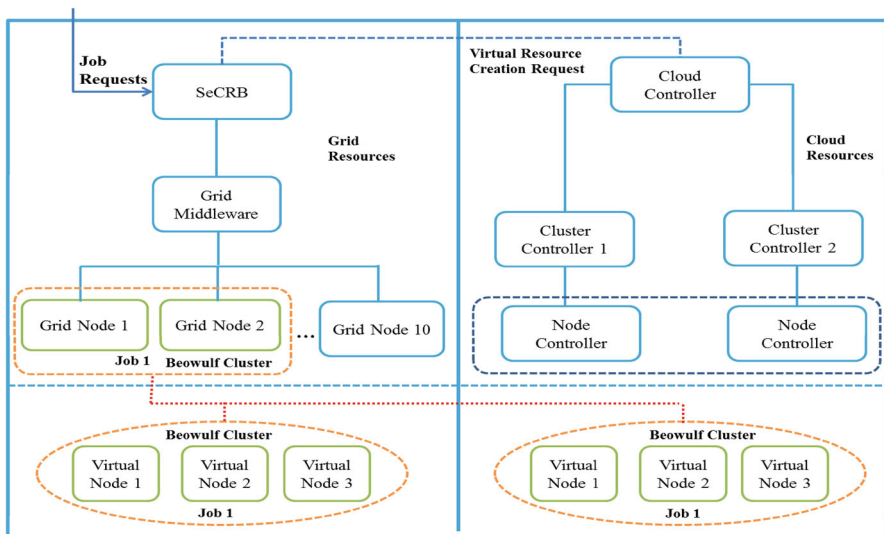 Job
Requests
SeCRB
Virtual Resource
Creation Request
Cloud
Controller
Grid
Resources
Cloud
Resources
Grid
Middleware
Cluster
Controller 1
Cluster
Controller 2
Grid Node 1
Grid Node 2
...
Grid Node 10
Job 1
Beowulf Cluster
Node
Controller
Node
Controller
Beowulf Cluster
Virtual
Node 1
Virtual
Node 2
Virtual
Node 3
Job 1
Beowulf Cluster
Virtual
Node 1
Virtual
Node 2
Virtual
Node 3
Job 1